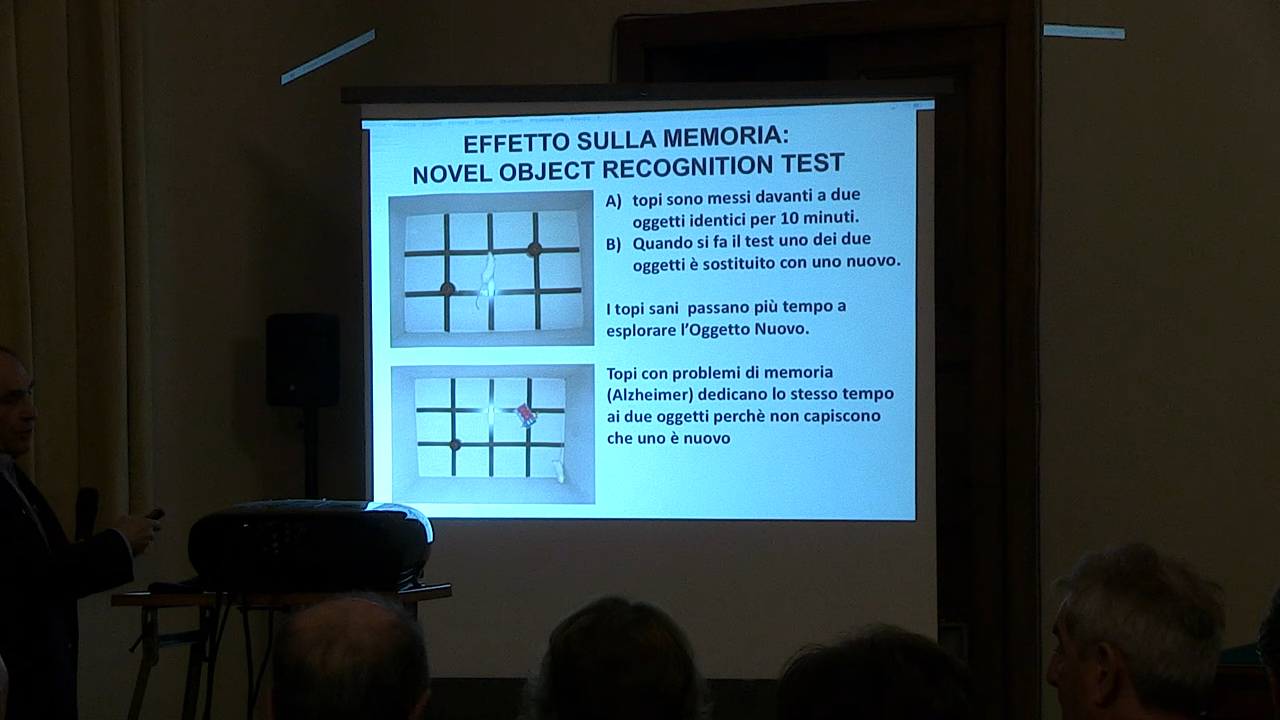 EFFETTO SULLA MEMORIA:
NOVEL OBJECT RECOGNITION TEST
A) topi sono messi davanti a due
oggetti identici per 10 minuti.
B) Quando si fa il test uno dei due
oggetti è sostituito con uno nuovo.
I topi sani passano più tempo a
esplorare l'Oggetto Nuovo.
Topi con problemi di memoria
(Alzheimer) dedicano lo stesso tempo
ai due oggetti perchè non capiscono
che uno è nuovo